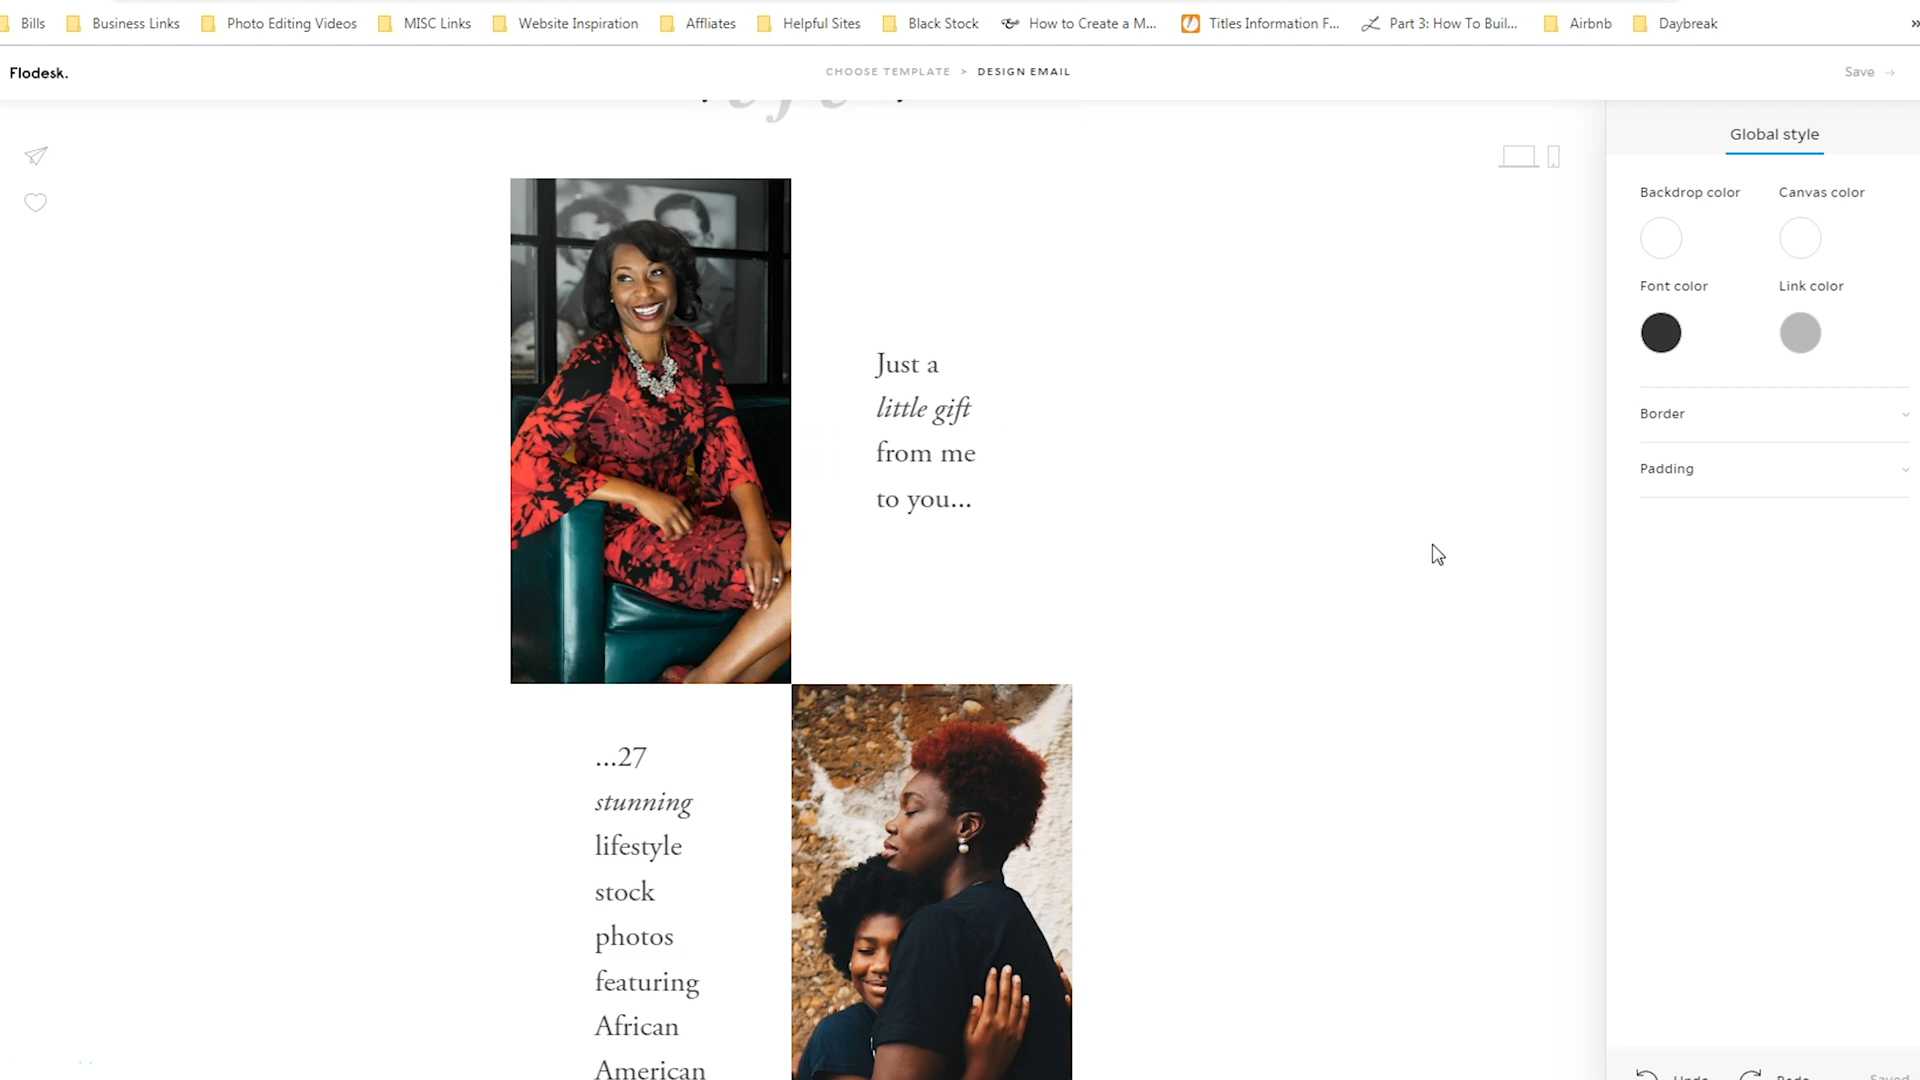 Bills Business Links Photo Editing Videos MISC Links Website Inspiration Affliates Helpful Sites Black Stock How to Create a M... Titles Information F... Part 3: How To Buil... Airbnb Daybreak »
Flodesk. CHOOSE TEMPLATE > DESIGN EMAIL Save →
Global style
Backdrop color Canvas color
Font color Link color
Border
Padding
Just a
little gift
from me
to you...
...27
stunning
lifestyle
stock
photos
featuring
African
American
Undo Redo Saved